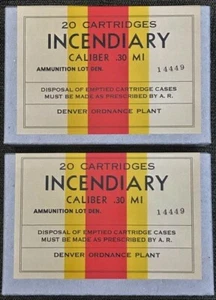 20 CARTRIDGES
INCENDIARY
CALIBER .30 M1
AMMUNITION LOT DEN. 14449
DISPOSAL OF EMPTIED CARTRIDGE CASES
MUST BE MADE AS PRESCRIBED BY A. R.
DENVER ORDNANCE PLANT
20 CARTRIDGES
INCENDIARY
CALIBER .30 M1
AMMUNITION LOT DEN. 14449
DISPOSAL OF EMPTIED CARTRIDGE CASES
MUST BE MADE AS PRESCRIBED BY A. R.
DENVER ORDNANCE PLANT